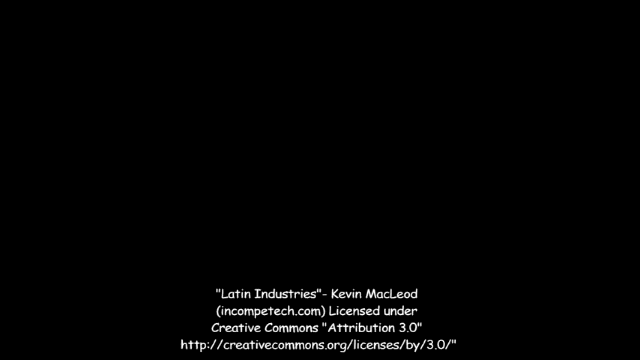 "Latin Industries"- Kevin MacLeod
(incompetech.com) Licensed under
Creative Commons "Attribution 3.0"
http://creativecommons.org/licenses/by/3.0/"